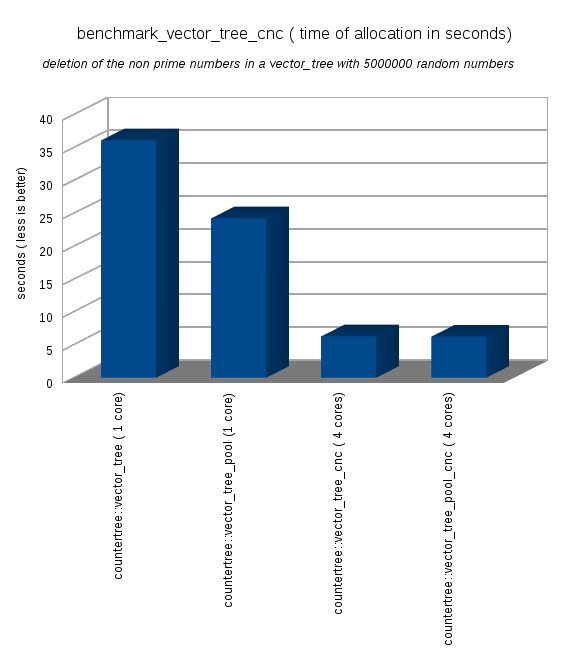 benchmark_vector_tree_cnc ( time of allocation in seconds)
deletion of the non prime numbers in a vector_tree with 5000000 random numbers
seconds ( less is better)
40
35
30
25
20
15
10
5
0
countertree::vector_tree ( 1 core)
countertree::vector_tree_pool (1 core)
countertree::vector_tree_cnc ( 4 cores)
countertree::vector_tree_pool_cnc ( 4 cores)